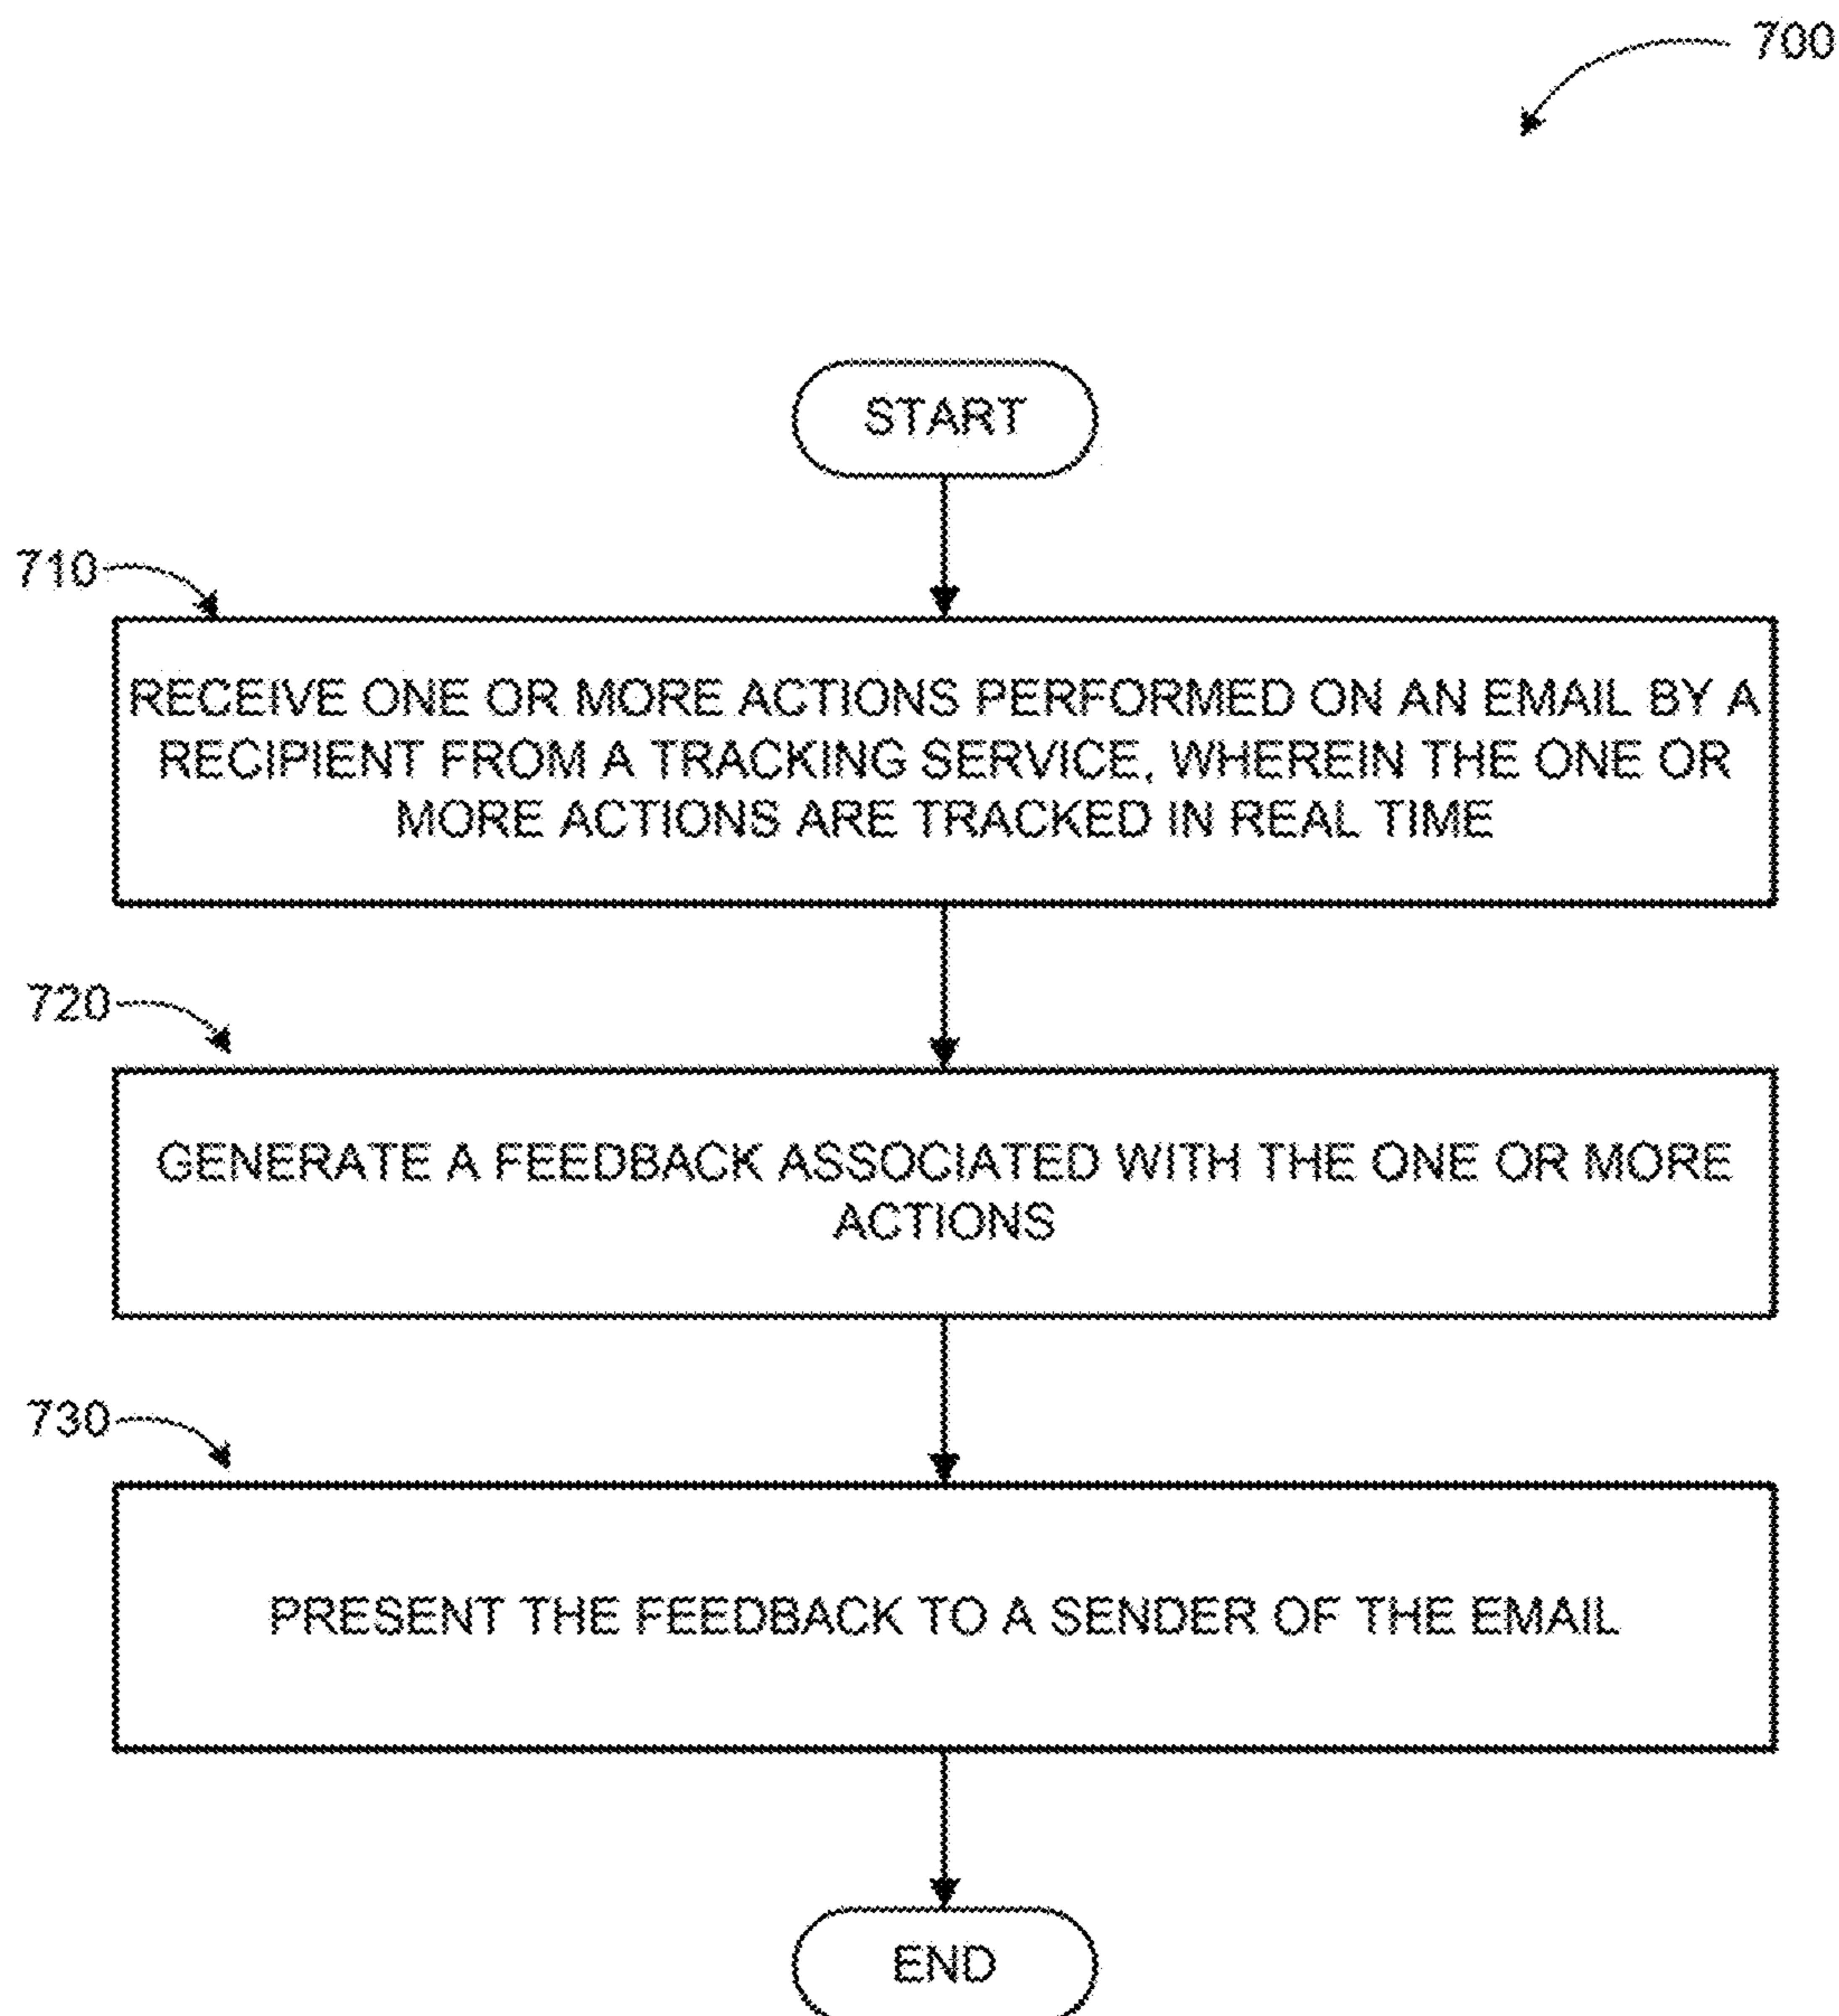 700
START
710
RECEIVE ONE OR MORE ACTIONS PERFORMED ON AN EMAIL BY A
RECIPIENT FROM A TRACKING SERVICE, WHEREIN THE ONE OR
MORE ACTIONS ARE TRACKED IN REAL TIME
720
GENERATE A FEEDBACK ASSOCIATED WITH THE ONE OR MORE
ACTIONS
730
PRESENT THE FEEDBACK TO A SENDER OF THE EMAIL
END